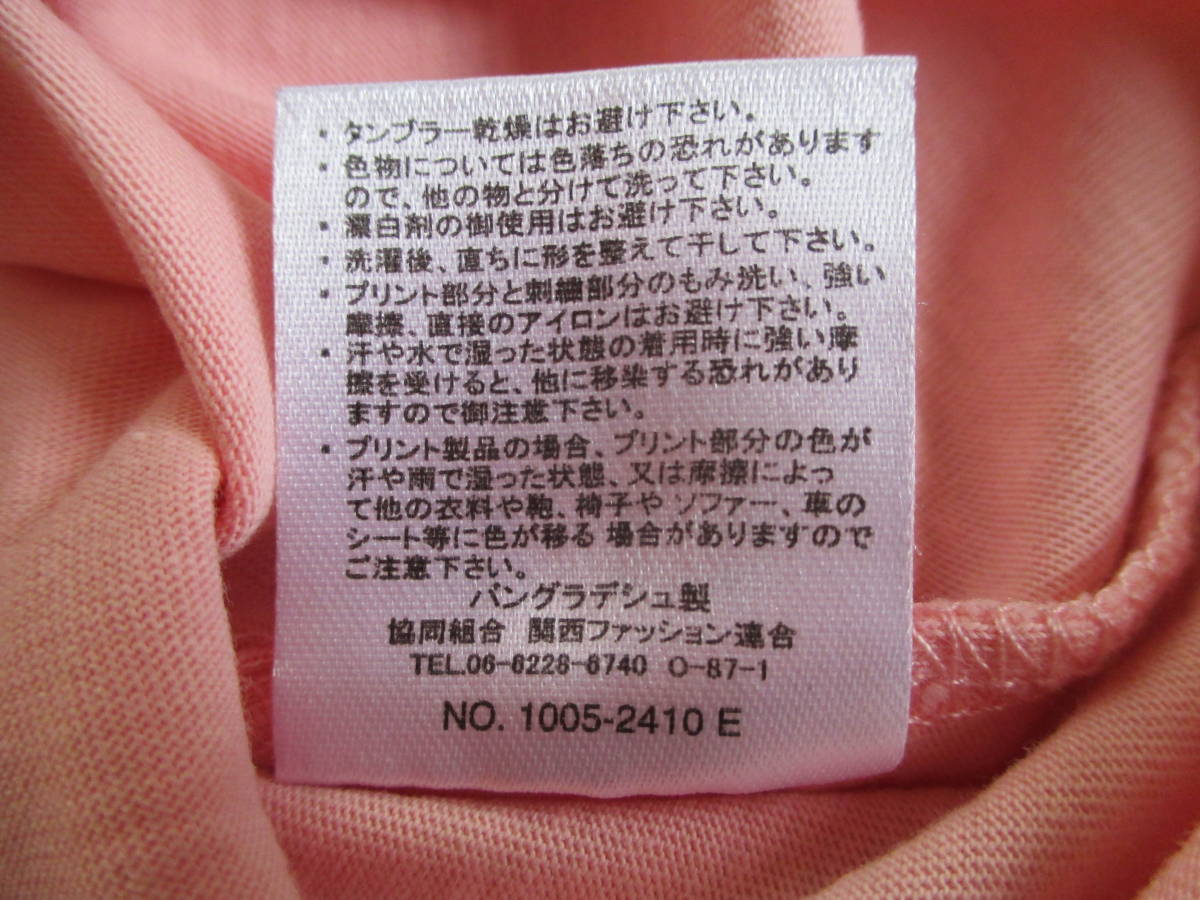 ・タンブラー乾燥はお避け下さい。
・色物については色落ちの恐れがあります
ので、他の物と分けて洗って下さい。
・漂白剤の御使用はお避け下さい。
・洗濯後、直ちに形を整えて干して下さい。
・プリント部分と刺繍部分のもみ洗い、強い
摩擦、直接のアイロンはお避け下さい。
・汗や水で湿った状態の着用時に強い摩
擦を受けると、他に移染する恐れがあり
ますので御注意下さい。
・プリント製品の場合、プリント部分の色が
汗や雨で湿った状態、又は摩擦によっ
て他の衣料や鞄、椅子やソファー、車の
シート等に色が移る場合がありますので
ご注意下さい。
バングラデシュ製
協同組合 関西ファッション連合
TEL.06-6228-6740 O-87-1
NO. 1005-2410 E